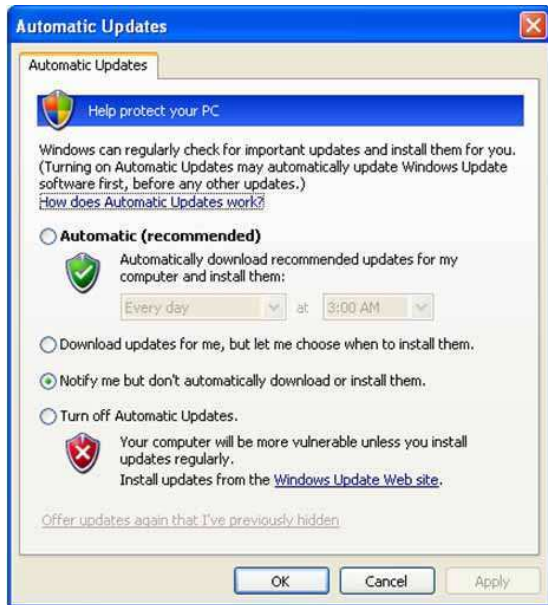 Automatic Updates
Automatic Updates
Help protect your PC
Windows can regularly check for important updates and install them for you.
(Turning on Automatic Updates may automatically update Windows Update
software first, before any other updates.)
How does Automatic Updates work?
Automatic (recommended)
Automatically download recommended updates for my
computer and install them:
Every day at 3:00 AM
Download updates for me, but let me choose when to install them.
Notify me but don't automatically download or install them.
Turn off Automatic Updates.
Your computer will be more vulnerable unless you install
updates regularly.
Install updates from the Windows Update Web site.
Offer updates again that I've previously hidden
OK Cancel Apply